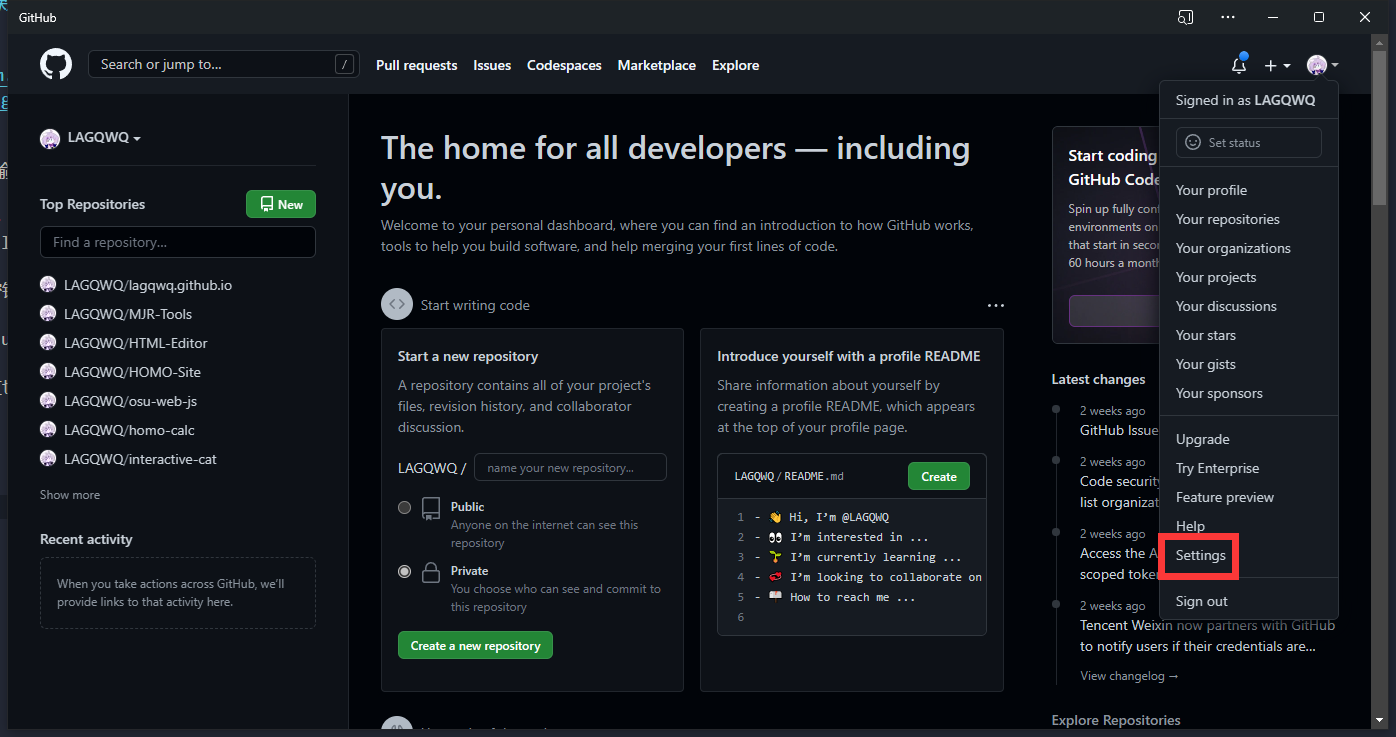 GitHub
Search or jump to...
/
Pull requests
Issues
Codespaces
Marketplace
Explore
LAGQWQ
Top Repositories
New
Find a repository...
LAGQWQ/lagqwq.github.io
LAGQWQ/MJR-Tools
LAGQWQ/HTML-Editor
LAGQWQ/HOMO-Site
LAGQWQ/osu-web-js
LAGQWQ/homo-calc
LAGQWQ/interactive-cat
Show more
Recent activity
When you take actions across GitHub, we'll
provide links to that activity here.
The home for all developers — including
you.
Welcome to your personal dashboard, where you can find an introduction to how GitHub works,
tools to help you build software, and help merging your first lines of code.
Start writing code
Start a new repository
A repository contains all of your project's
files, revision history, and collaborator
discussion.
LAGQWQ /
name your new repository...
Public
Anyone on the internet can see this
repository
Private
You choose who can see and commit to
this repository
Create a new repository
Introduce yourself with a profile README
Share information about yourself by
creating a profile README, which appears
at the top of your profile page.
LAGQWQ/README.md
Create
1 - 👋 Hi, I'm @LAGQWQ
2 - 👀 I'm interested in ...
3 - 🌱 I'm currently learning ...
4 - 💞️ I'm looking to collaborate on
5 - 📫 How to reach me ...
6
Start coding
GitHub Code
Spin up fully conf
environments on
that start in secon
60 hours a month
Latest changes
2 weeks ago
GitHub Issue
2 weeks ago
Code security
list organizat
2 weeks ago
Access the A
scoped toke
2 weeks ago
Tencent Weixin now partners with GitHub
to notify users if their credentials are...
View changelog →
Explore Repositories
Signed in as LAGQWQ
Set status
Your profile
Your repositories
Your organizations
Your projects
Your discussions
Your stars
Your gists
Your sponsors
Upgrade
Try Enterprise
Feature preview
Help
Settings
Sign out